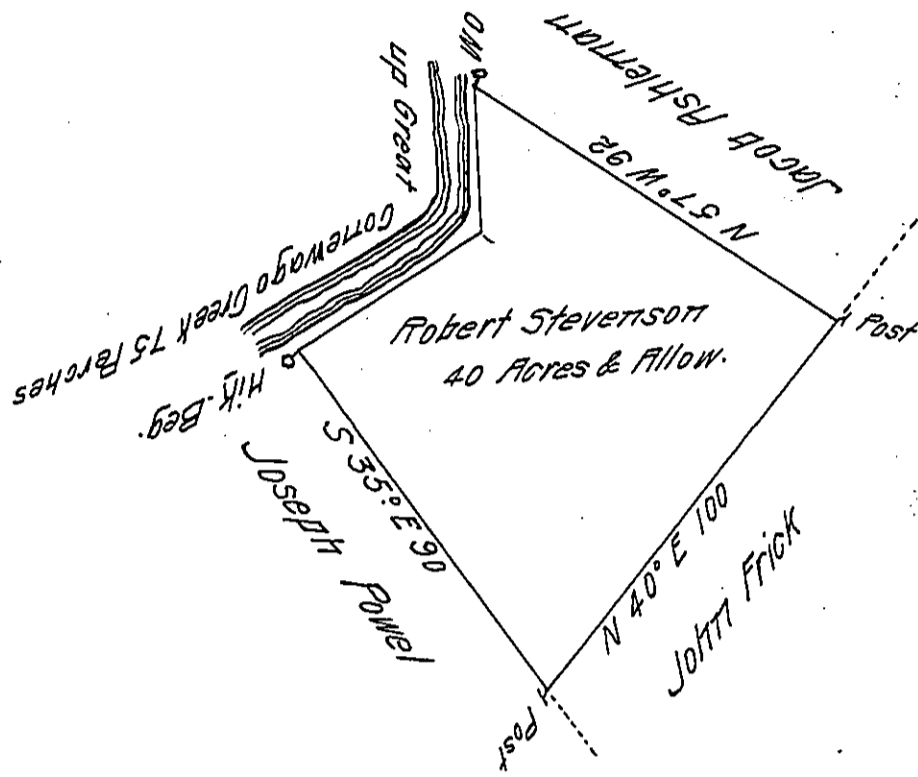 Robert Stevenson
40 Acres & Allow.
Hik. Beg.
S 35° E 90
Joseph Powel
Post
N 40° E 100
John Frick
Post
N 57° W 92
Jacob Ashleman
WO
up Great
Conewago Creek 75 Perches